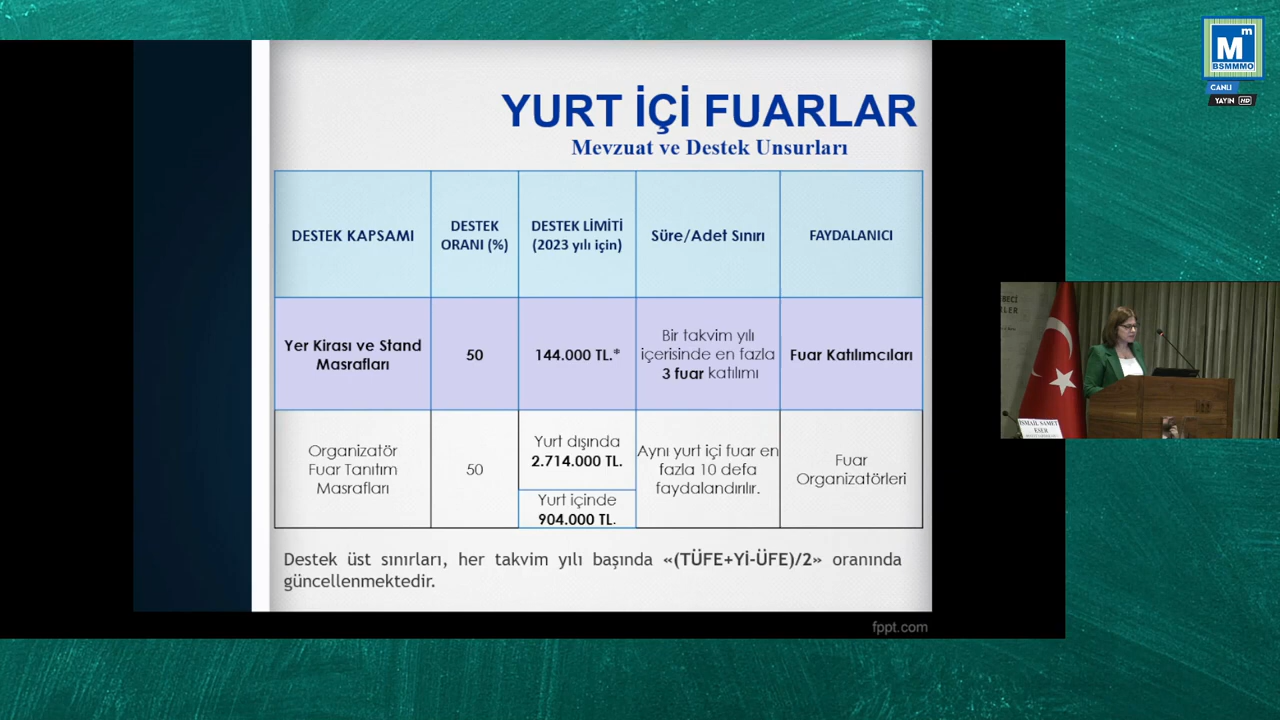 YURT İÇİ FUARLAR
Mevzuat ve Destek Unsurları
DESTEK KAPSAMI
DESTEK
ORANI (%)
DESTEK LİMİTİ
(2023 yılı için)
Süre/Adet Sınırı
FAYDALANICI
Yer Kirası ve Stand
Masrafları
50
144.000 TL.*
Bir takvim yılı
içerisinde en fazla
3 fuar katılımı
Fuar Katılımcıları
Organizatör
Fuar Tanıtım
Masrafları
50
Yurt dışında
2.714.000 TL.
Yurt içinde
904.000 TL.
Aynı yurt içi fuar en
fazla 10 defa
faydalandırılır.
Fuar
Organizatörleri
Destek üst sınırları, her takvim yılı başında «(TÜFE+Yİ-ÜFE)/2» oranında
güncellenmektedir.
fppt.com
Mm
BSMMMO
CANLI
YAYIN HD
İSMAİL SAMET
ESER